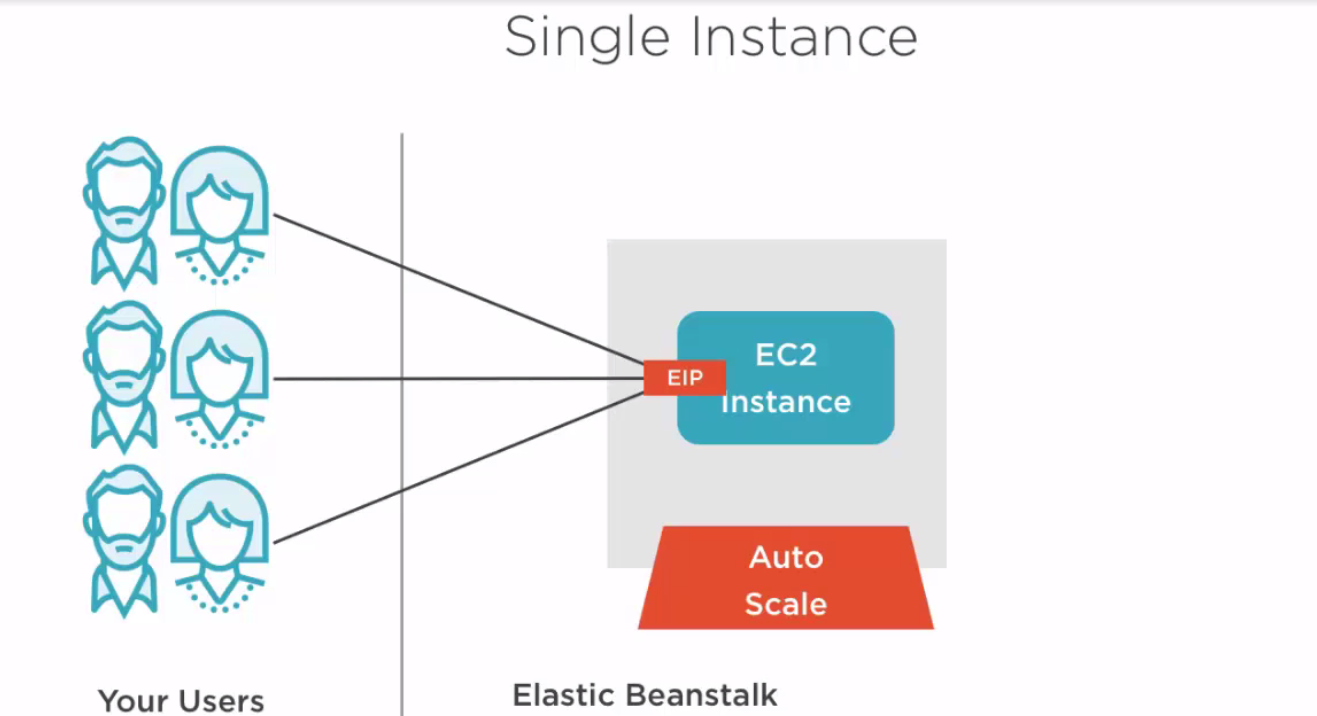 Single Instance
EIP
EC2
Instance
Auto
Scale
Your Users
Elastic Beanstalk